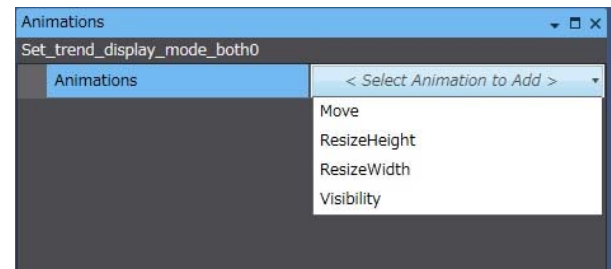 Animations
Set_trend_display_mode_both0
Animations < Select Animation to Add >
Move
ResizeHeight
ResizeWidth
Visibility